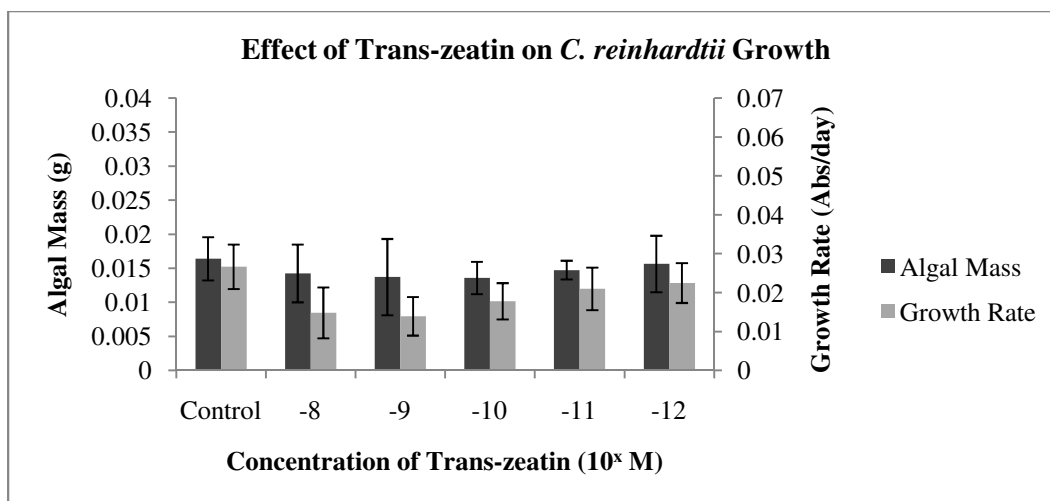 Effect of Trans-zeatin on C. reinhardtii Growth
0.04
0.035
0.03
0.025
0.02
0.015
0.01
0.005
0
Algal Mass (g)
0.07
0.06
0.05
0.04
0.03
0.02
0.01
0
Growth Rate (Abs/day)
Algal Mass
Growth Rate
Control -8 -9 -10 -11 -12
Concentration of Trans-zeatin (10ˣ M)